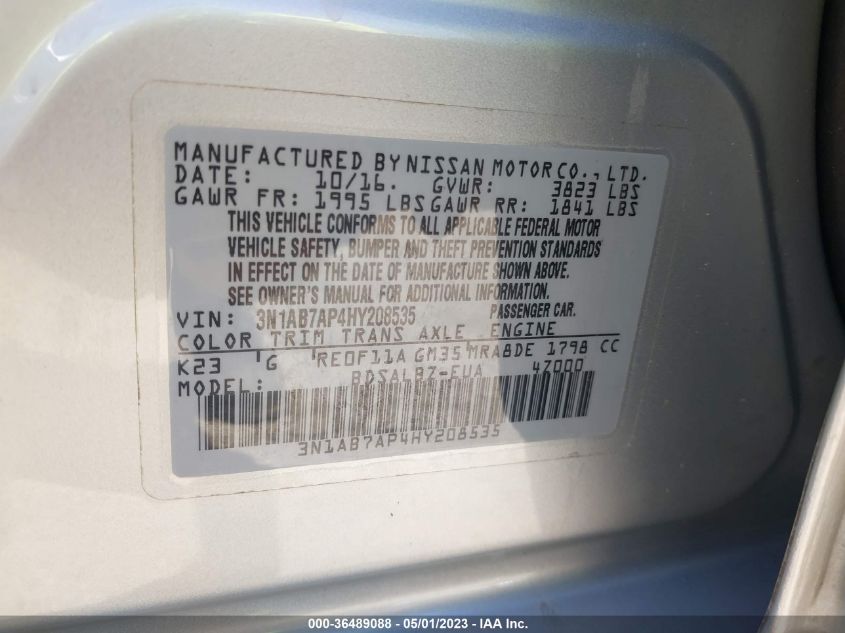 MANUFACTURED BY NISSAN MOTOR CO., LTD.
DATE: 10/16. GVWR: 3823 LBS
GAWR FR: 1995 LBS GAWR RR: 1841 LBS
THIS VEHICLE CONFORMS TO ALL APPLICABLE FEDERAL MOTOR
VEHICLE SAFETY, BUMPER AND THEFT PREVENTION STANDARDS
IN EFFECT ON THE DATE OF MANUFACTURE SHOWN ABOVE.
SEE OWNER'S MANUAL FOR ADDITIONAL INFORMATION.
VIN: 3N1AB7AP4HY208535 PASSENGER CAR.
COLOR TRIM TRANS AXLE ENGINE
K23 'G 'RE0F11A GM35'MRA8DE 1798 CC
MODEL: BDSALBZ-EUA 47000
3N1AB7AP4HY208535
000-36489088 - 05/01/2023 - IAA Inc.